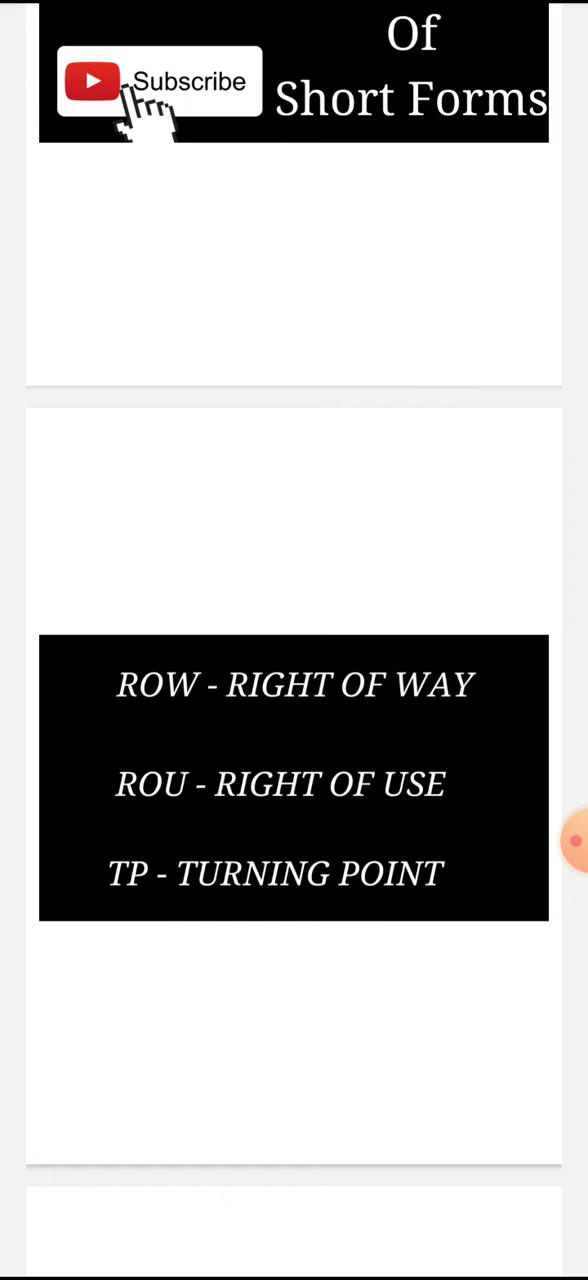 Of
Subscribe
Short Forms
ROW - RIGHT OF WAY
ROU - RIGHT OF USE
TP - TURNING POINT